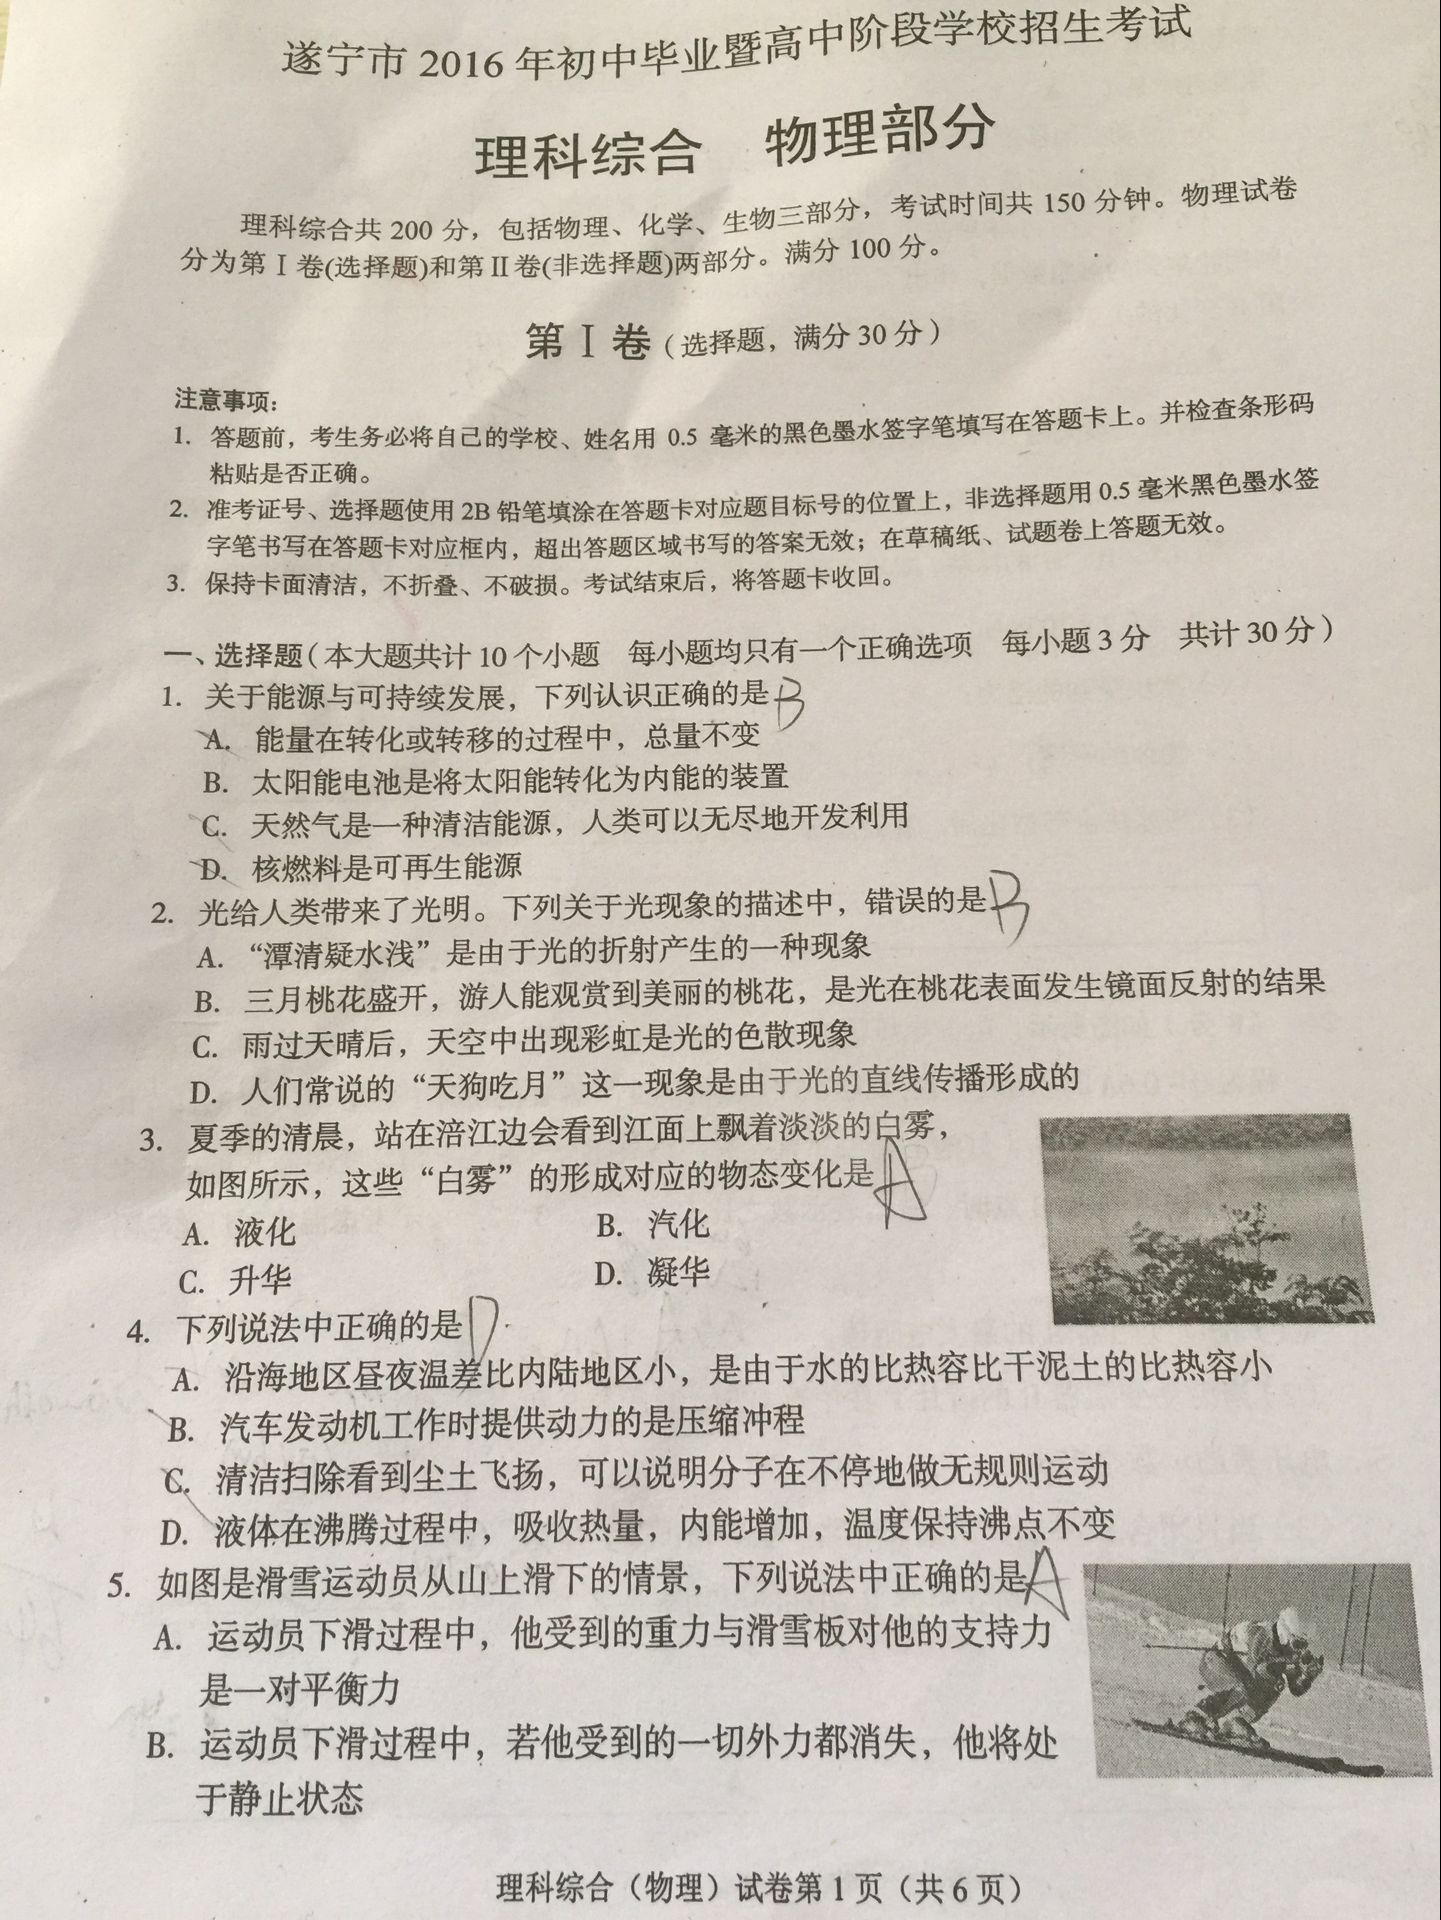 遂宁市 2016 年初中毕业暨高中阶段学校招生考试
理科综合 物理部分
理科综合共 200 分，包括物理、化学、生物三部分，考试时间共 150 分钟。物理试卷
分为第Ⅰ卷(选择题)和第Ⅱ卷(非选择题)两部分。满分 100 分。
第Ⅰ卷（选择题，满分 30 分）
注意事项：
1. 答题前，考生务必将自己的学校、姓名用 0.5 毫米的黑色墨水签字笔填写在答题卡上。并检查条形码
粘贴是否正确。
2. 准考证号、选择题使用 2B 铅笔填涂在答题卡对应题目标号的位置上，非选择题用 0.5 毫米黑色墨水签
字笔书写在答题卡对应框内，超出答题区域书写的答案无效；在草稿纸、试题卷上答题无效。
3. 保持卡面清洁，不折叠、不破损。考试结束后，将答题卡收回。
一、选择题（本大题共计 10 个小题 每小题均只有一个正确选项 每小题 3 分 共计 30 分）
1. 关于能源与可持续发展，下列认识正确的是 B
A. 能量在转化或转移的过程中，总量不变
B. 太阳能电池是将太阳能转化为内能的装置
C. 天然气是一种清洁能源，人类可以无尽地开发利用
D. 核燃料是可再生能源
2. 光给人类带来了光明。下列关于光现象的描述中，错误的是 B
A. “潭清疑水浅”是由于光的折射产生的一种现象
B. 三月桃花盛开，游人能观赏到美丽的桃花，是光在桃花表面发生镜面反射的结果
C. 雨过天晴后，天空中出现彩虹是光的色散现象
D. 人们常说的“天狗吃月”这一现象是由于光的直线传播形成的
3. 夏季的清晨，站在涪江边会看到江面上飘着淡淡的白雾，
如图所示，这些“白雾”的形成对应的物态变化是 A
A. 液化 B. 汽化
C. 升华 D. 凝华
4. 下列说法中正确的是 D
A. 沿海地区昼夜温差比内陆地区小，是由于水的比热容比干泥土的比热容小
B. 汽车发动机工作时提供动力的是压缩冲程
C. 清洁扫除看到尘土飞扬，可以说明分子在不停地做无规则运动
D. 液体在沸腾过程中，吸收热量，内能增加，温度保持沸点不变
5. 如图是滑雪运动员从山上滑下的情景，下列说法中正确的是 A
A. 运动员下滑过程中，他受到的重力与滑雪板对他的支持力
是一对平衡力
B. 运动员下滑过程中，若他受到的一切外力都消失，他将处
于静止状态
理科综合（物理）试卷第 1 页（共 6 页）